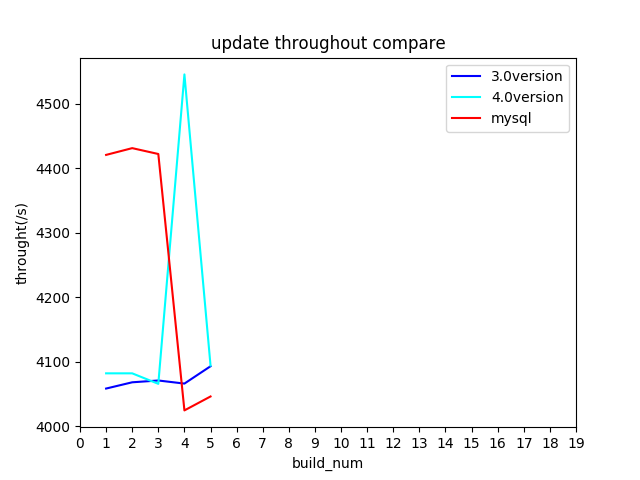 update throughout compare
3.0version
4.0version
mysql
throught(/s)
4500
4400
4300
4200
4100
4000
0 1 2 3 4 5 6 7 8 9 10 11 12 13 14 15 16 17 18 19
build_num